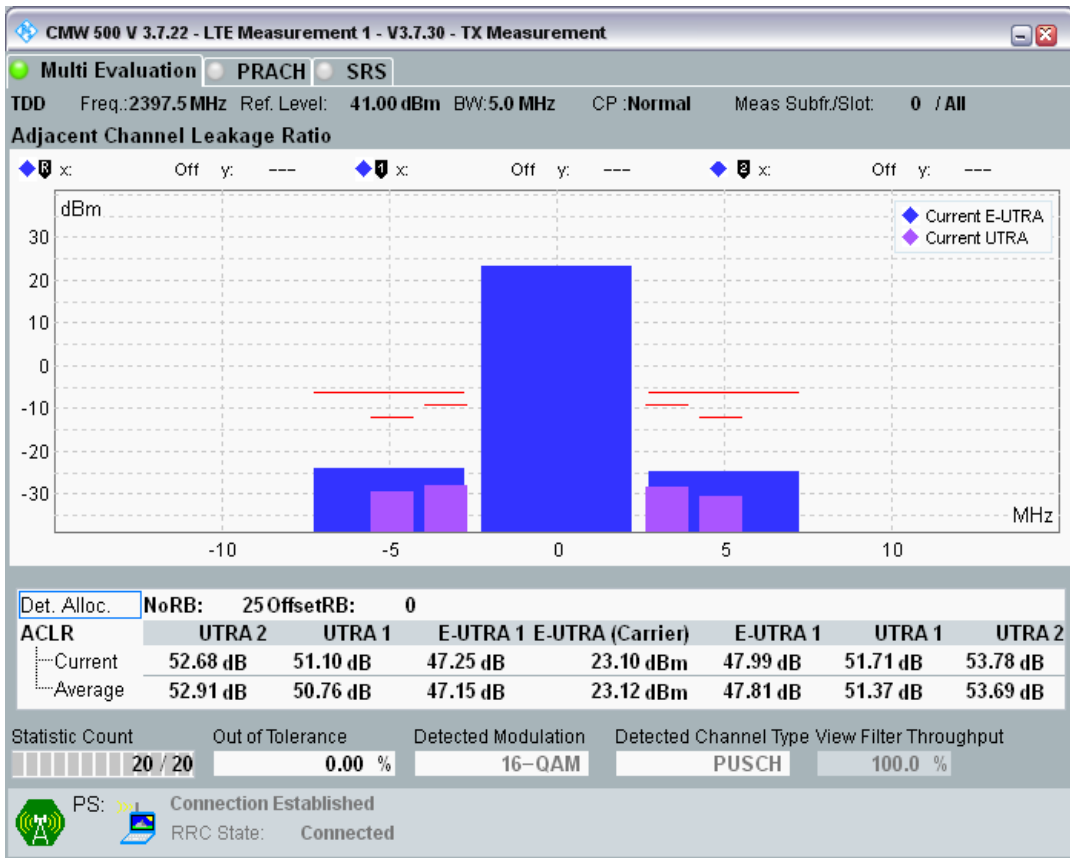 CMW 500 V 3.7.22 - LTE Measurement 1 - V3.7.30 - TX Measurement
Multi Evaluation PRACH SRS
TDD Freq.:2397.5 MHz Ref. Level: 41.00 dBm BW:5.0 MHz CP :Normal Meas Subfr./Slot: 0 / All
Adjacent Channel Leakage Ratio
R x: Off y: --- 1 x: Off y: --- 2 x: Off y: ---
dBm
Current E-UTRA
Current UTRA
30
20
10
0
-10
-20
-30
MHz
-10 -5 0 5 10
Det. Alloc. NoRB: 25 OffsetRB: 0
ACLR UTRA 2 UTRA 1 E-UTRA 1 E-UTRA (Carrier) E-UTRA 1 UTRA 1 UTRA 2
Current 52.68 dB 51.10 dB 47.25 dB 23.10 dBm 47.99 dB 51.71 dB 53.78 dB
Average 52.91 dB 50.76 dB 47.15 dB 23.12 dBm 47.81 dB 51.37 dB 53.69 dB
Statistic Count Out of Tolerance Detected Modulation Detected Channel Type View Filter Throughput
20 / 20 0.00 % 16-QAM PUSCH 100.0 %
PS: Connection Established
RRC State: Connected